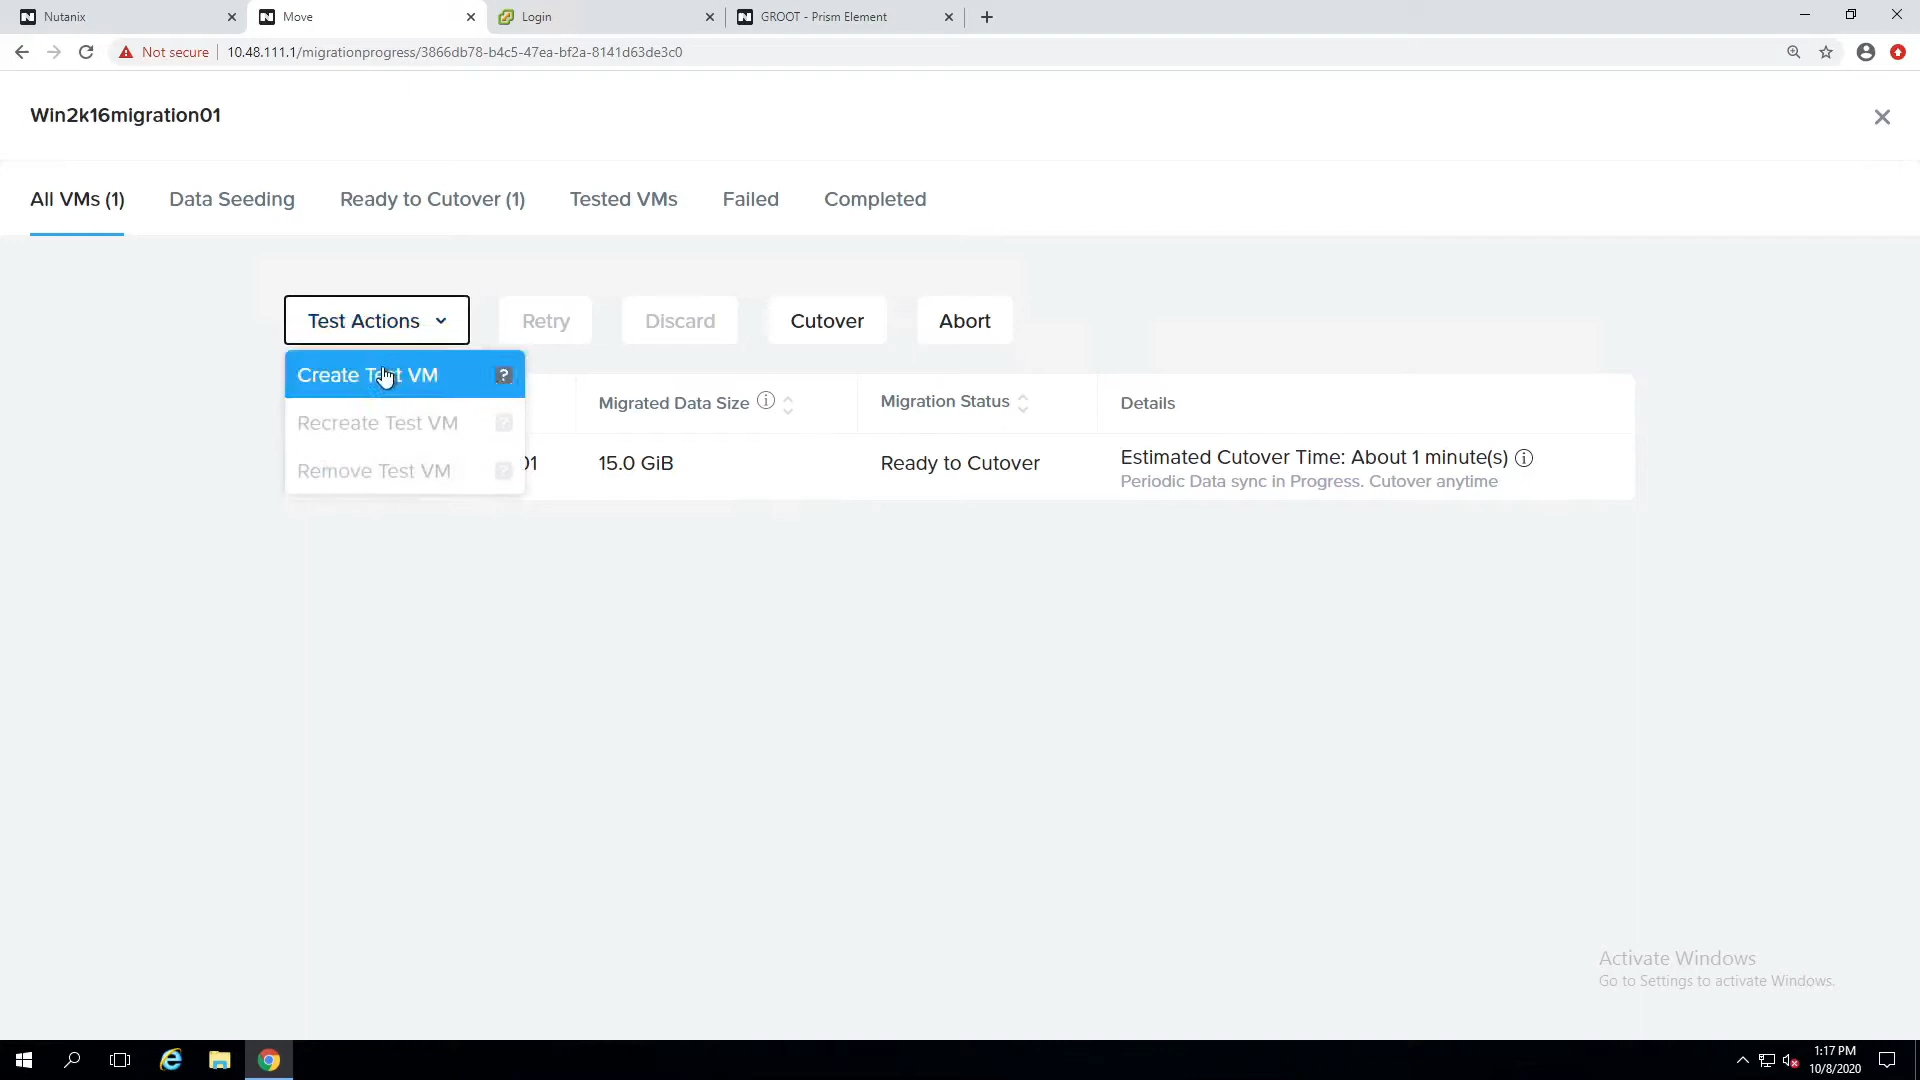 Nutanix
Move
Login
GROOT - Prism Element
Not secure
10.48.111.1/migrationprogress/3866db78-b4c5-47ea-bf2a-8141d63de3c0
Win2k16migration01
All VMs (1)
Data Seeding
Ready to Cutover (1)
Tested VMs
Failed
Completed
Test Actions
Retry
Discard
Cutover
Abort
Create Test VM ?
Recreate Test VM ?
Remove Test VM ?
Migrated Data Size
Migration Status
Details
01
15.0 GiB
Ready to Cutover
Estimated Cutover Time: About 1 minute(s)
Periodic Data sync in Progress. Cutover anytime
Activate Windows
Go to Settings to activate Windows.
1:17 PM
10/8/2020